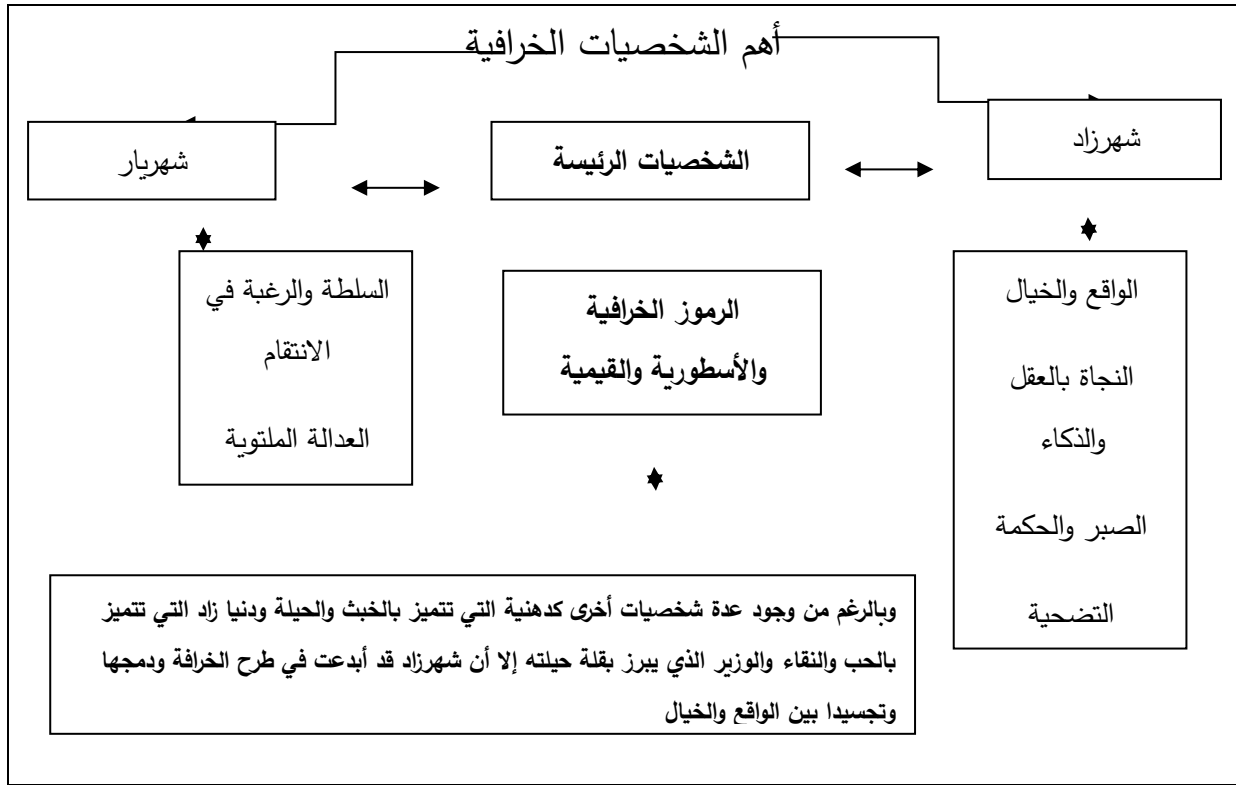 أهم الشخصيات الخرافية
شهرزاد
الشخصيات الرئيسة
شهريار
الواقع والخيال
النجاة بالعقل
والذكاء
الصبر والحكمة
التضحية
الرموز الخرافية
والأسطورية والقيمية
السلطة والرغبة في
الانتقام
العدالة الملتوية
وبالرغم من وجود عدة شخصيات أخرى كدهنية التي تتميز بالخبث والحيلة ودنيا زاد التي تتميز
بالحب والنقاء والوزير الذي يبرز بقلة حيلته إلا أن شهرزاد قد أبدعت في طرح الخرافة ودمجها
وتجسيدا بين الواقع والخيال